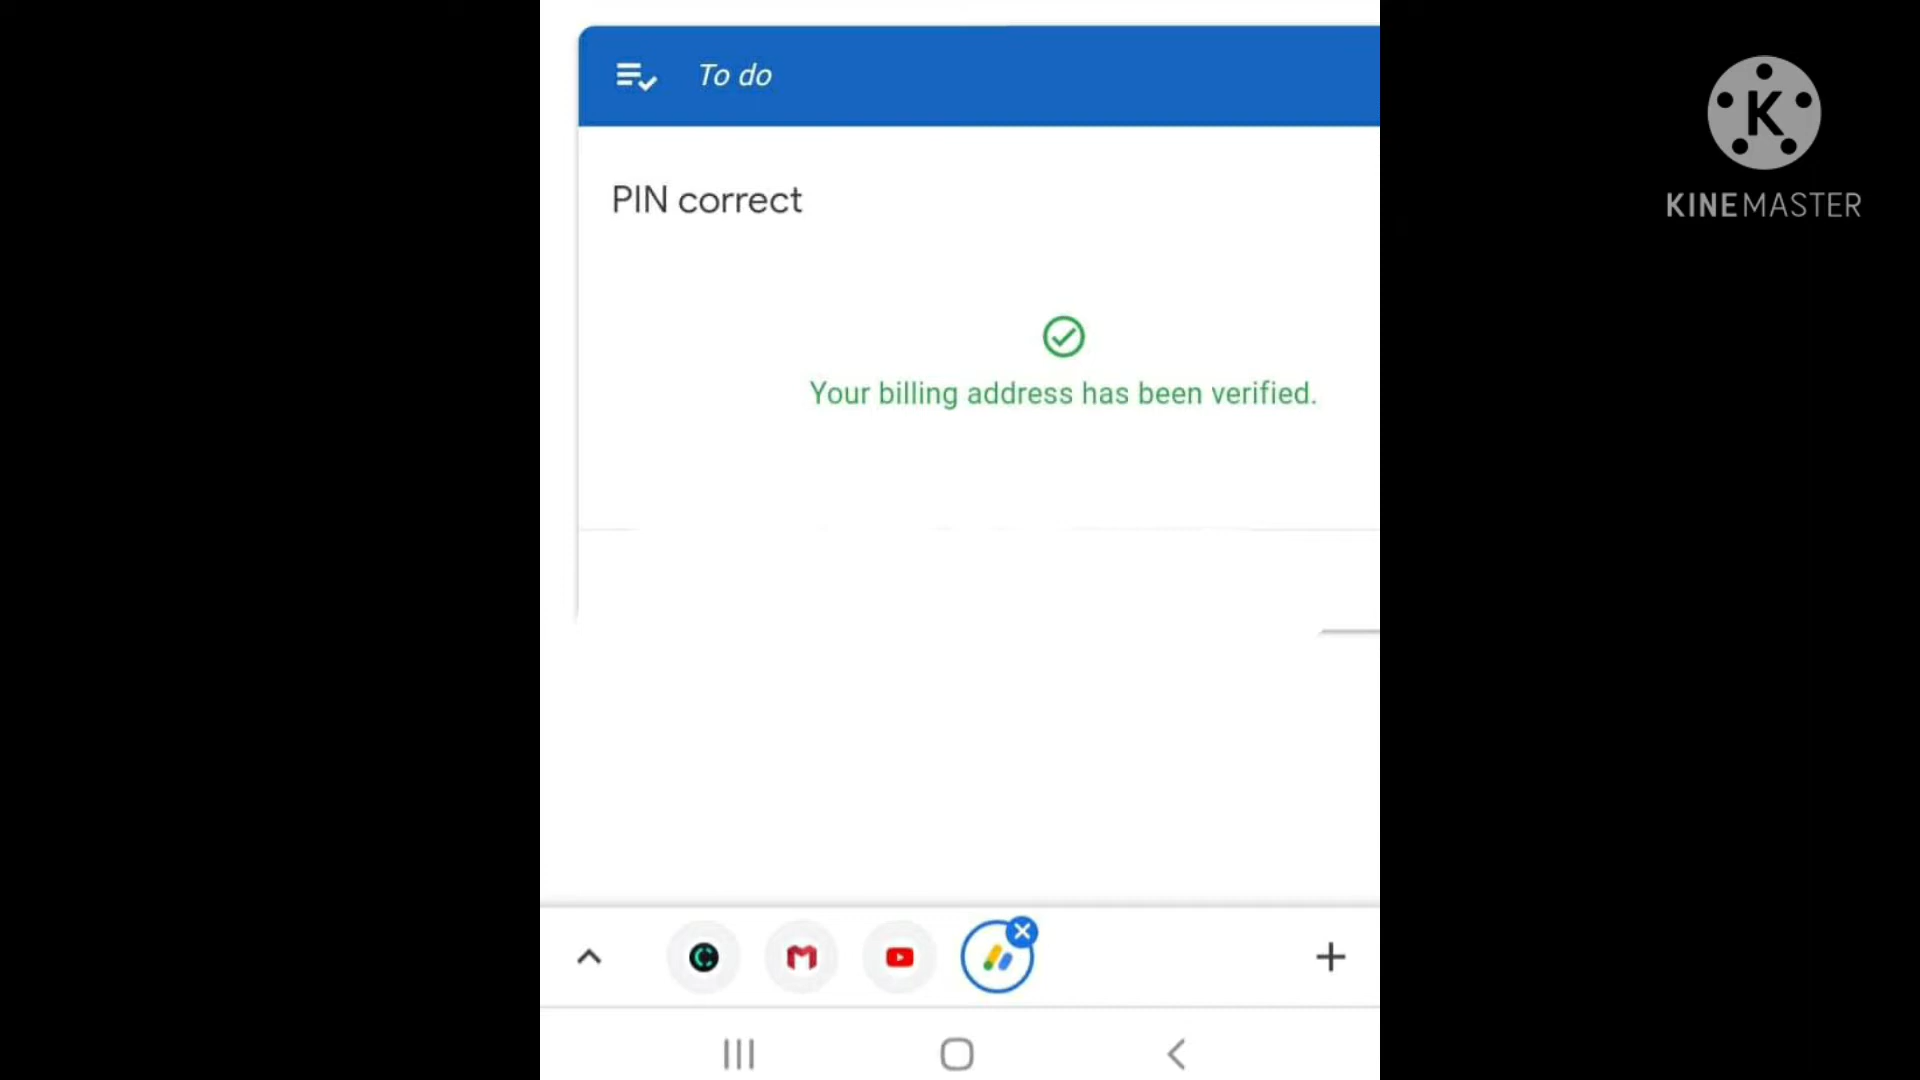 To do
PIN correct
Your billing address has been verified.
K
KINEMASTER